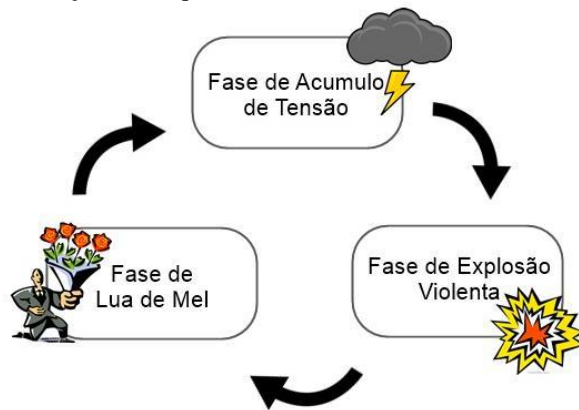 Fase de Acumulo
de Tensão
Fase de Explosão
Violenta
Fase de
Lua de Mel